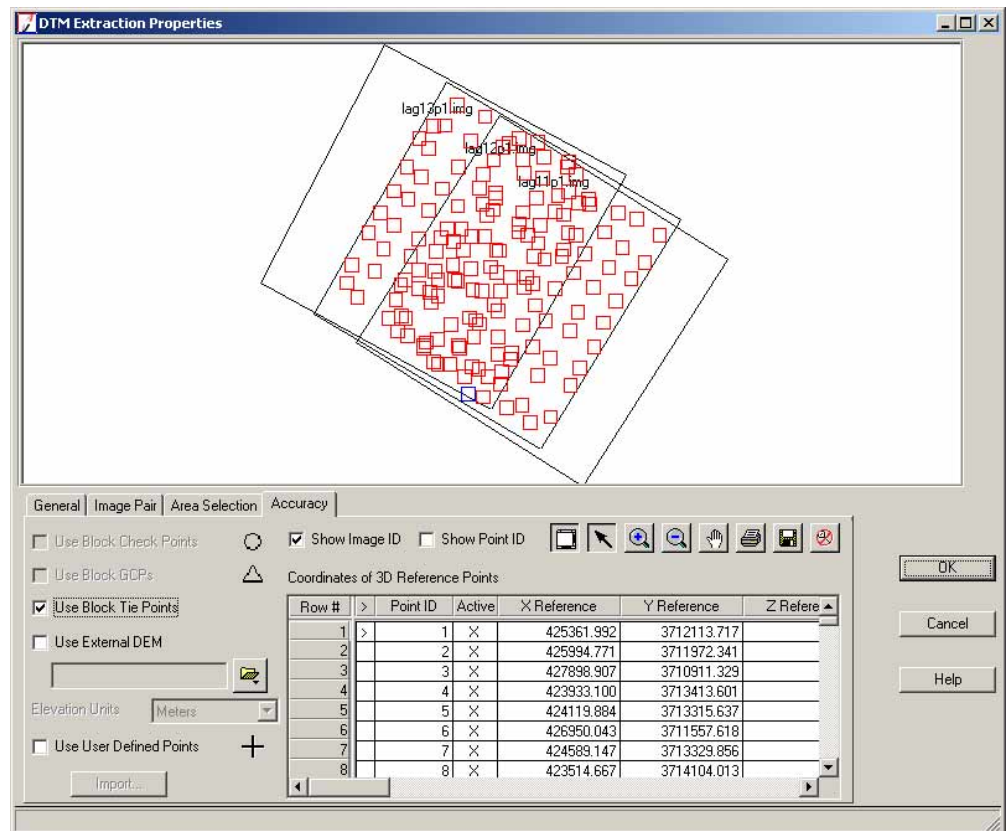 DTM Extraction Properties
lag13p1.img
lag12p1.img
lag11p1.img
General Image Pair Area Selection Accuracy
Use Block Check Points
Show Image ID Show Point ID
Use Block GCPs
Coordinates of 3D Reference Points
Use Block Tie Points
Use External DEM
Elevation Units Meters
Use User Defined Points
Import...
Row # > Point ID Active X Reference Y Reference Z Refere
1 > 1 X 425361.992 3712113.717
2 2 X 425994.771 3711972.341
3 3 X 427898.907 3710911.329
4 4 X 423933.100 3713413.601
5 5 X 424119.884 3713315.637
6 6 X 426950.043 3711557.618
7 7 X 424589.147 3713329.856
8 8 X 423514.667 3714104.013
OK
Cancel
Help